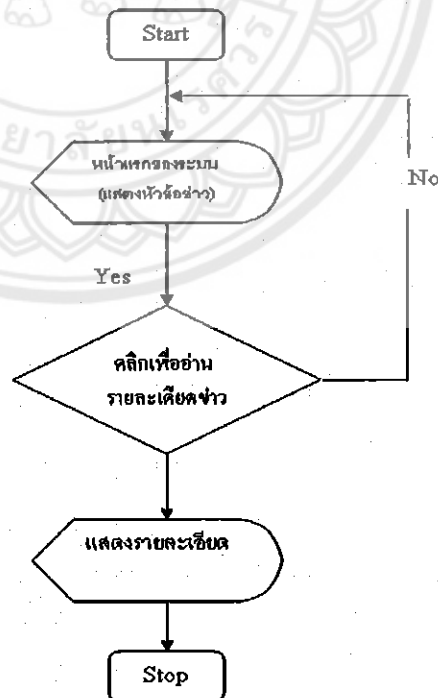 Start
หน้าแรกของระบบ
(แสดงหัวข้อข่าว)
No
Yes
คลิกเพื่ออ่าน
รายละเอียดข่าว
แสดงรายละเอียด
Stop